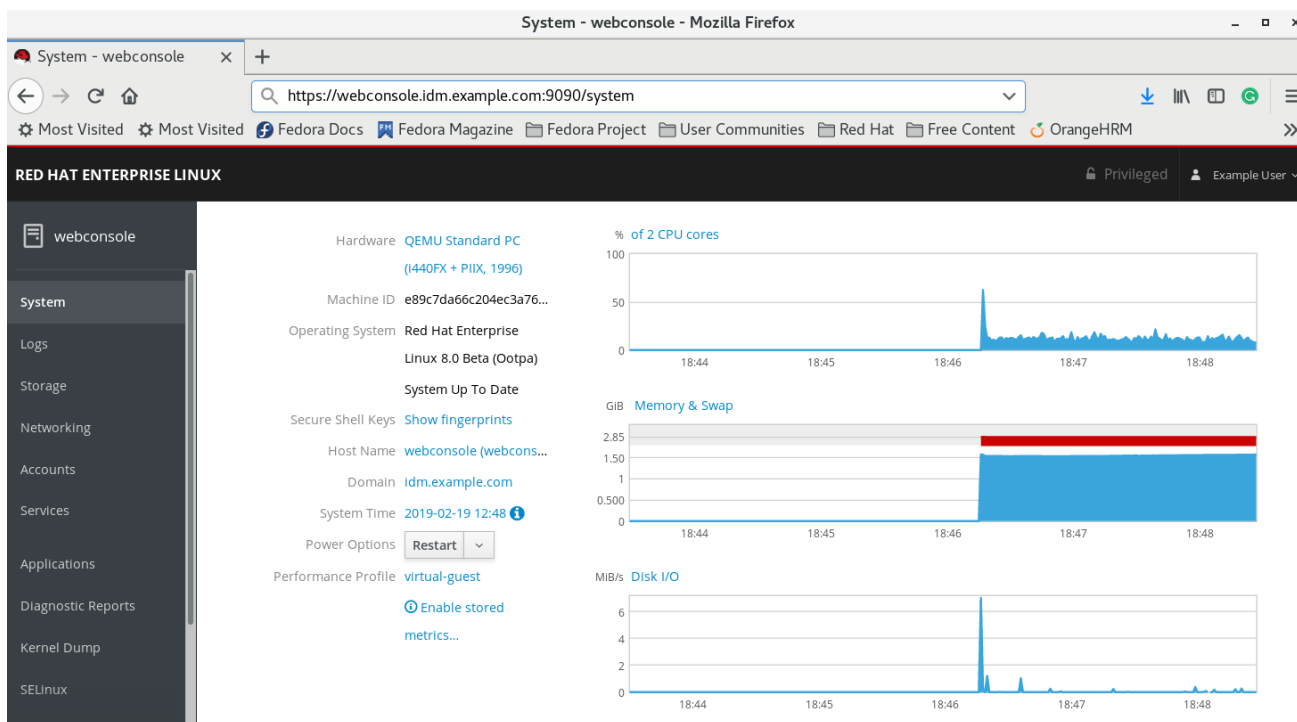 System - webconsole - Mozilla Firefox
System - webconsole
https://webconsole.idm.example.com:9090/system
Most Visited Most Visited Fedora Docs Fedora Magazine Fedora Project User Communities Red Hat Free Content OrangeHRM
RED HAT ENTERPRISE LINUX Privileged Example User
webconsole
System
Logs
Storage
Networking
Accounts
Services
Applications
Diagnostic Reports
Kernel Dump
SELinux
Hardware QEMU Standard PC
(i440FX + PIIX, 1996)
Machine ID e89c7da66c204ec3a76...
Operating System Red Hat Enterprise
Linux 8.0 Beta (Ootpa)
System Up To Date
Secure Shell Keys Show fingerprints
Host Name webconsole (webcons...
Domain idm.example.com
System Time 2019-02-19 12:48
Power Options Restart
Performance Profile virtual-guest
Enable stored
metrics...
% of 2 CPU cores
100
50
0
18:44 18:45 18:46 18:47 18:48
GiB Memory & Swap
2.85
1.50
1
0.500
0
18:44 18:45 18:46 18:47 18:48
MiB/s Disk I/O
6
4
2
0
18:44 18:45 18:46 18:47 18:48